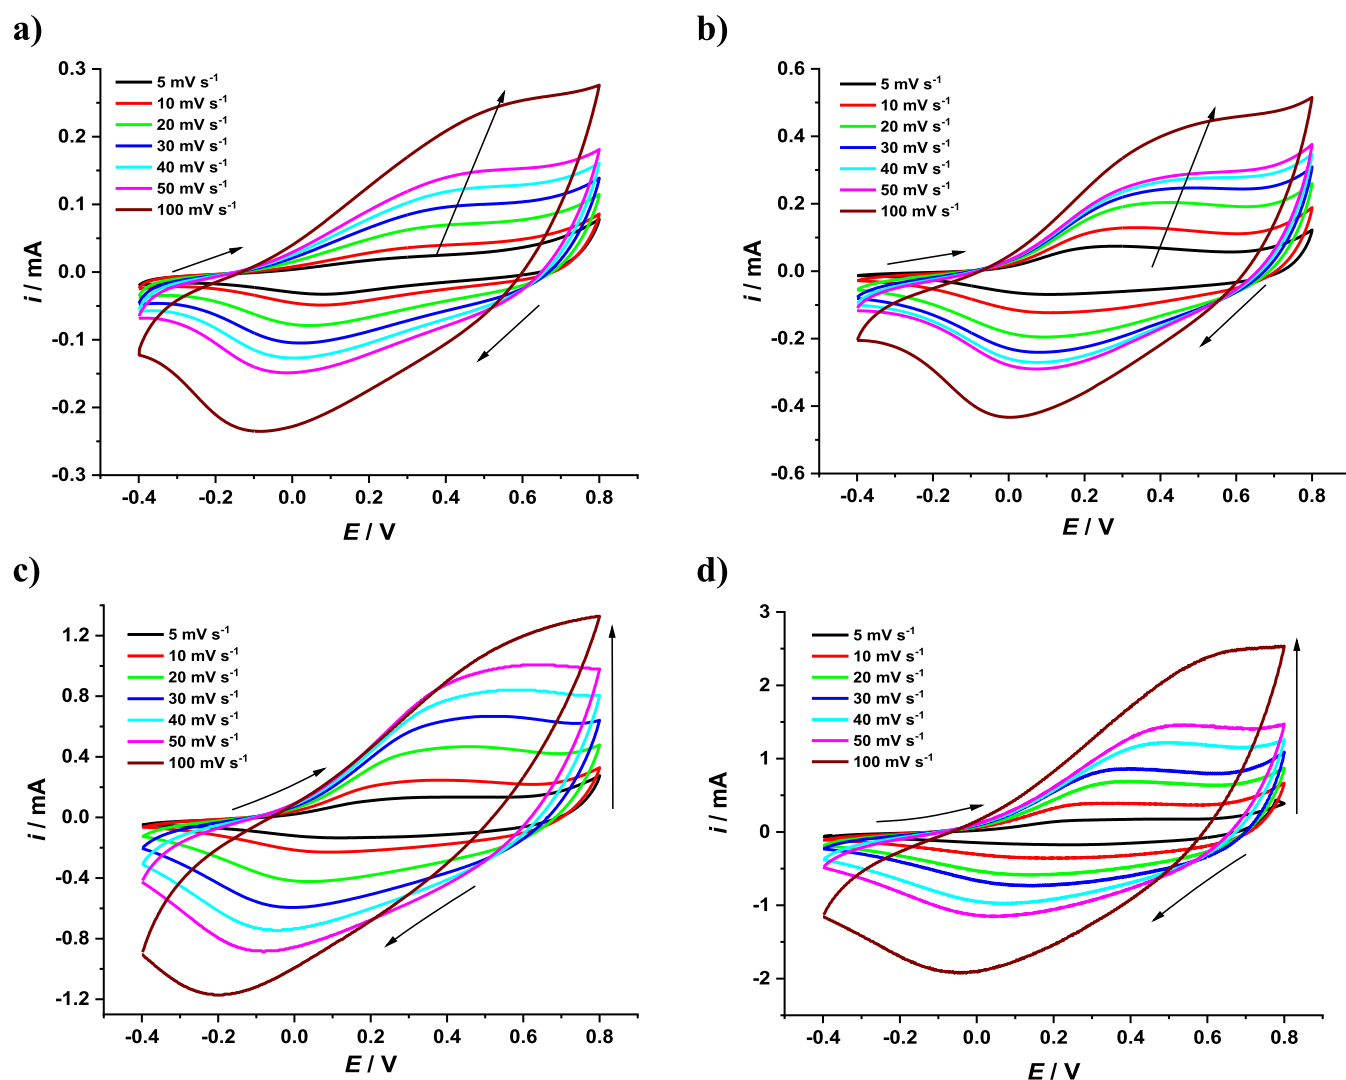 a)
0.3
0.2
0.1
0.0
-0.1
-0.2
-0.3
i / mA
5 mV s⁻¹
10 mV s⁻¹
20 mV s⁻¹
30 mV s⁻¹
40 mV s⁻¹
50 mV s⁻¹
100 mV s⁻¹
-0.4 -0.2 0.0 0.2 0.4 0.6 0.8
E / V
b)
0.6
0.4
0.2
0.0
-0.2
-0.4
-0.6
i / mA
5 mV s⁻¹
10 mV s⁻¹
20 mV s⁻¹
30 mV s⁻¹
40 mV s⁻¹
50 mV s⁻¹
100 mV s⁻¹
-0.4 -0.2 0.0 0.2 0.4 0.6 0.8
E / V
c)
1.2
0.8
0.4
0.0
-0.4
-0.8
-1.2
i / mA
5 mV s⁻¹
10 mV s⁻¹
20 mV s⁻¹
30 mV s⁻¹
40 mV s⁻¹
50 mV s⁻¹
100 mV s⁻¹
-0.4 -0.2 0.0 0.2 0.4 0.6 0.8
E / V
d)
3
2
1
0
-1
-2
i / mA
5 mV s⁻¹
10 mV s⁻¹
20 mV s⁻¹
30 mV s⁻¹
40 mV s⁻¹
50 mV s⁻¹
100 mV s⁻¹
-0.4 -0.2 0.0 0.2 0.4 0.6 0.8
E / V